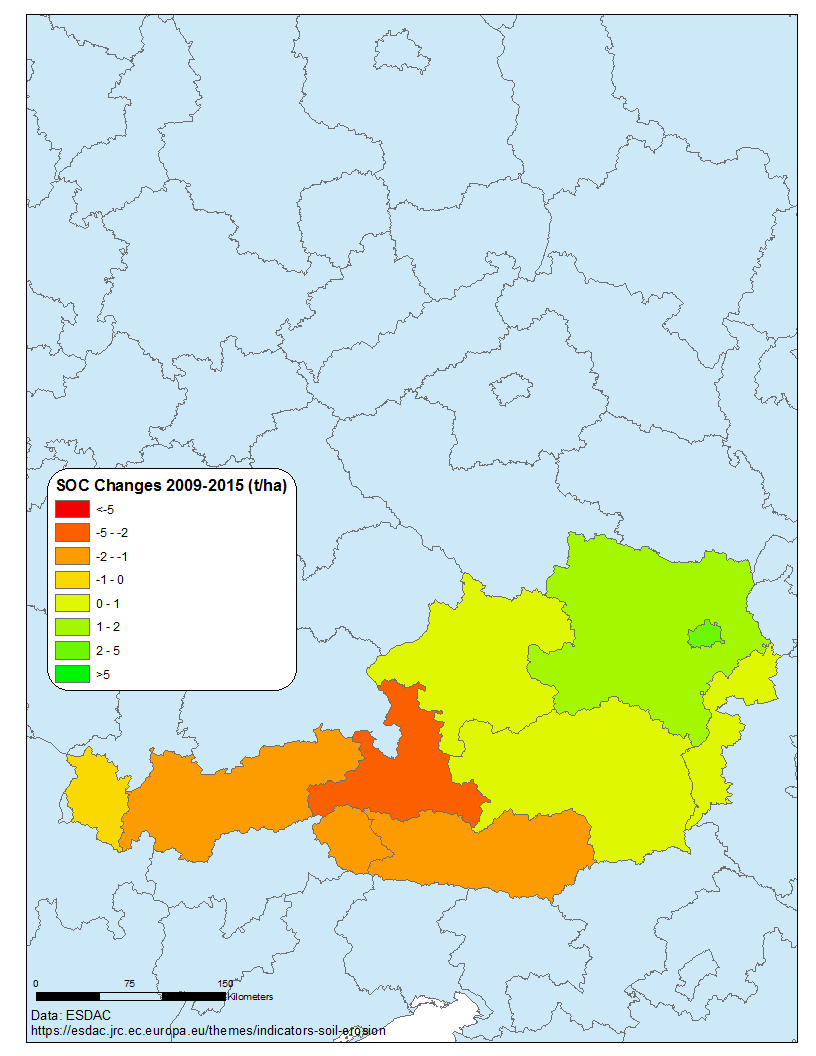 SOC Changes 2009-2015 (t/ha)
<-5
-5 - -2
-2 - -1
-1 - 0
0 - 1
1 - 2
2 - 5
>5
0 75 150
Kilometers
Data: ESDAC
https://esdac.jrc.ec.europa.eu/themes/indicators-soil-erosion